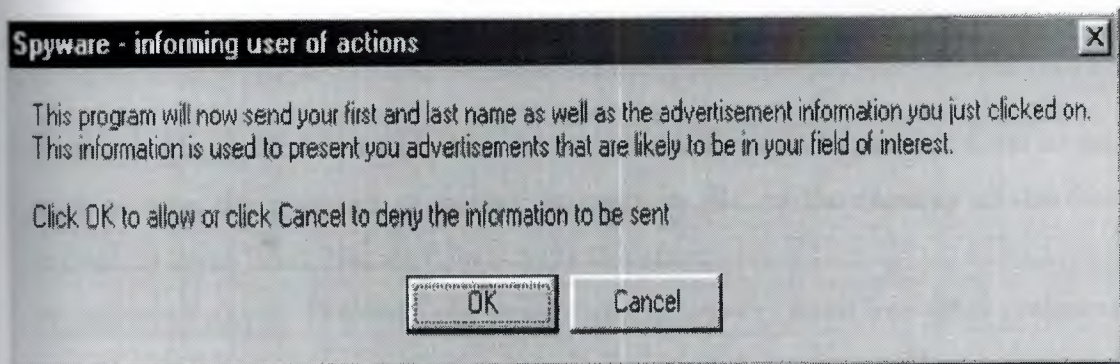 Spyware - informing user of actions
X
This program will now send your first and last name as well as the advertisement information you just clicked on.
This information is used to present you advertisements that are likely to be in your field of interest.
Click OK to allow or click Cancel to deny the information to be sent
OK
Cancel